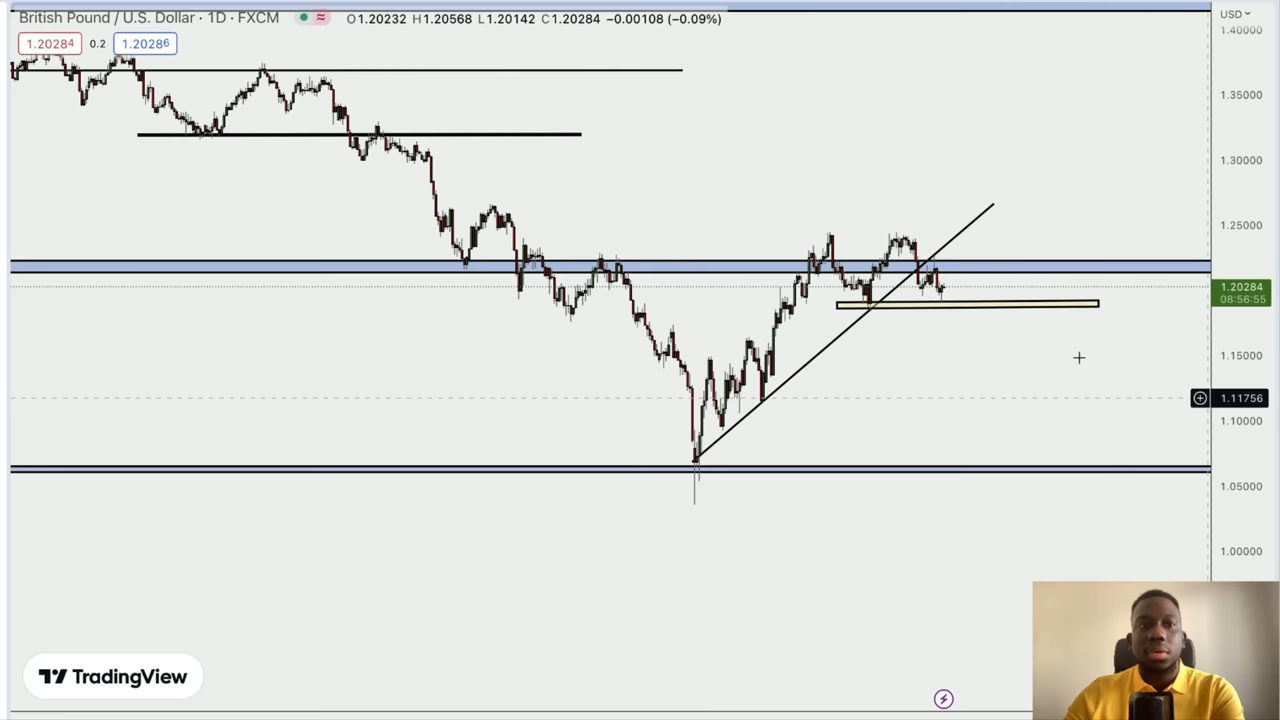 British Pound / U.S. Dollar · 1D · FXCM ≈ O1.20232 H1.20568 L1.20142 C1.20284 −0.00108 (−0.09%)
USD
1.20284 0.2 1.20286
1.40000
1.35000
1.30000
1.25000
1.20284
08:56:55
1.15000
1.11756
1.10000
1.05000
1.00000
TradingView